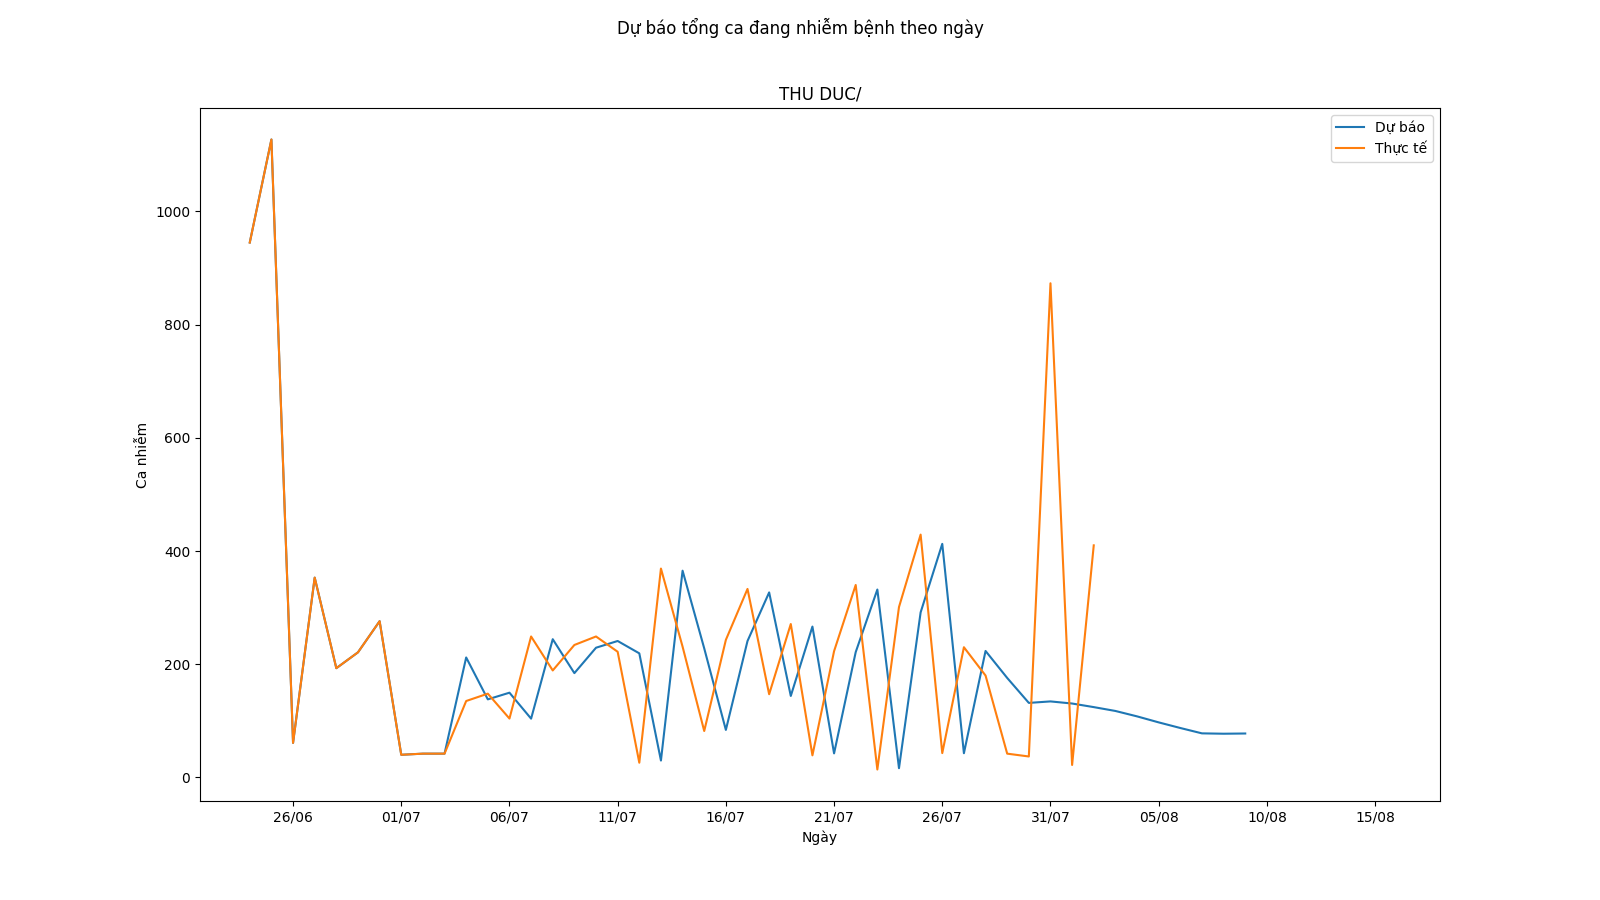 Dự báo tổng ca đang nhiễm bệnh theo ngày
THU DUC/
Dự báo
Thực tế
1000
800
600
400
200
0
Ca nhiễm
26/06 01/07 06/07 11/07 16/07 21/07 26/07 31/07 05/08 10/08 15/08
Ngày